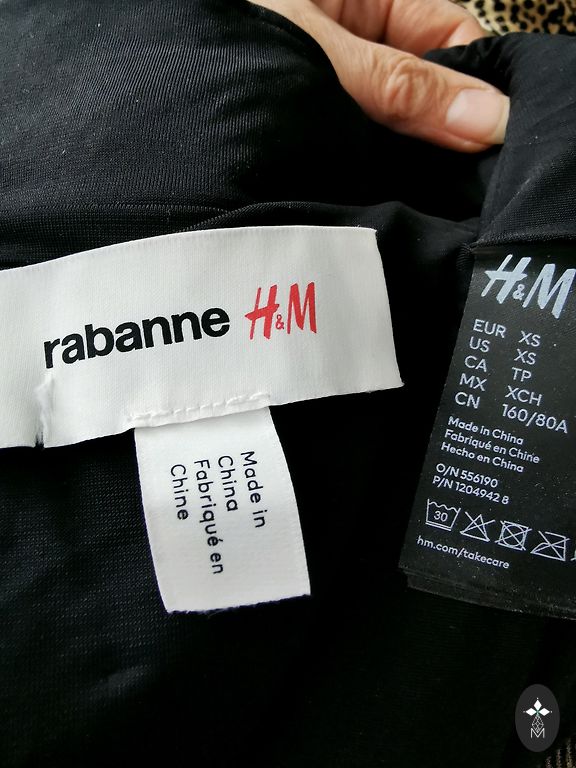 rabanne H&M
Made in
China
Fabriqué en
Chine
H&M
EUR XS
US XS
CA TP
MX XCH
CN 160/80A
Made in China
Fabriqué en Chine
Hecho en China
O/N 556190
P/N 1204942 8
30
hm.com/takecare
M